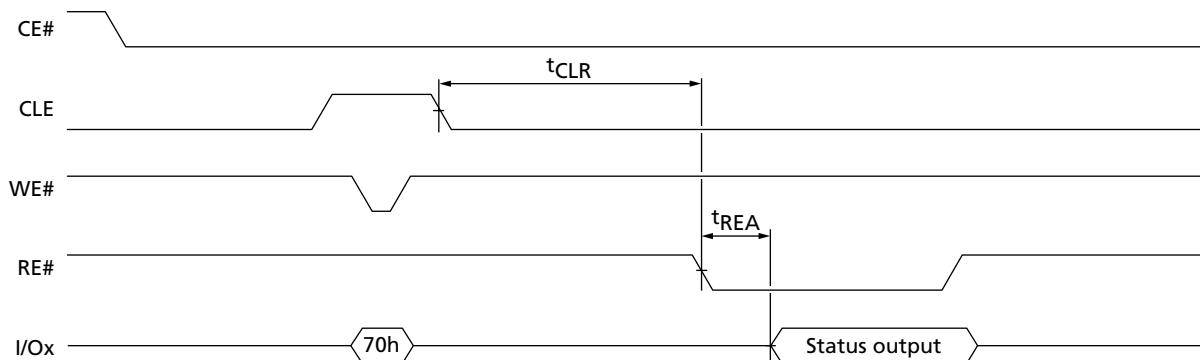 CE#
tCLR
CLE
WE#
tREA
RE#
I/Ox
70h
Status output